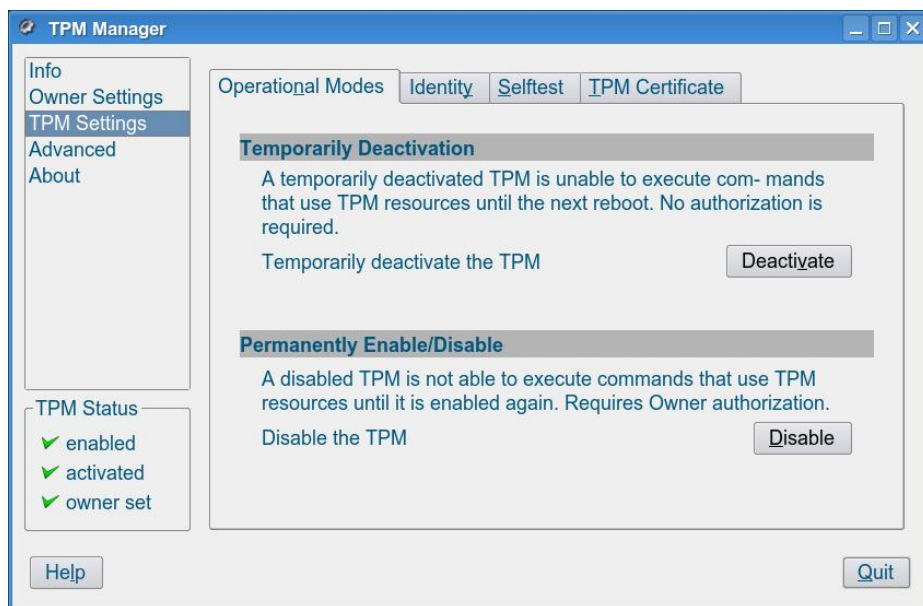 TPM Manager
Info
Owner Settings
TPM Settings
Advanced
About
Operational Modes
Identity
Selftest
TPM Certificate
Temporarily Deactivation
A temporarily deactivated TPM is unable to execute com- mands
that use TPM resources until the next reboot. No authorization is
required.
Temporarily deactivate the TPM
Deactivate
Permanently Enable/Disable
A disabled TPM is not able to execute commands that use TPM
resources until it is enabled again. Requires Owner authorization.
Disable the TPM
Disable
TPM Status
enabled
activated
owner set
Help
Quit